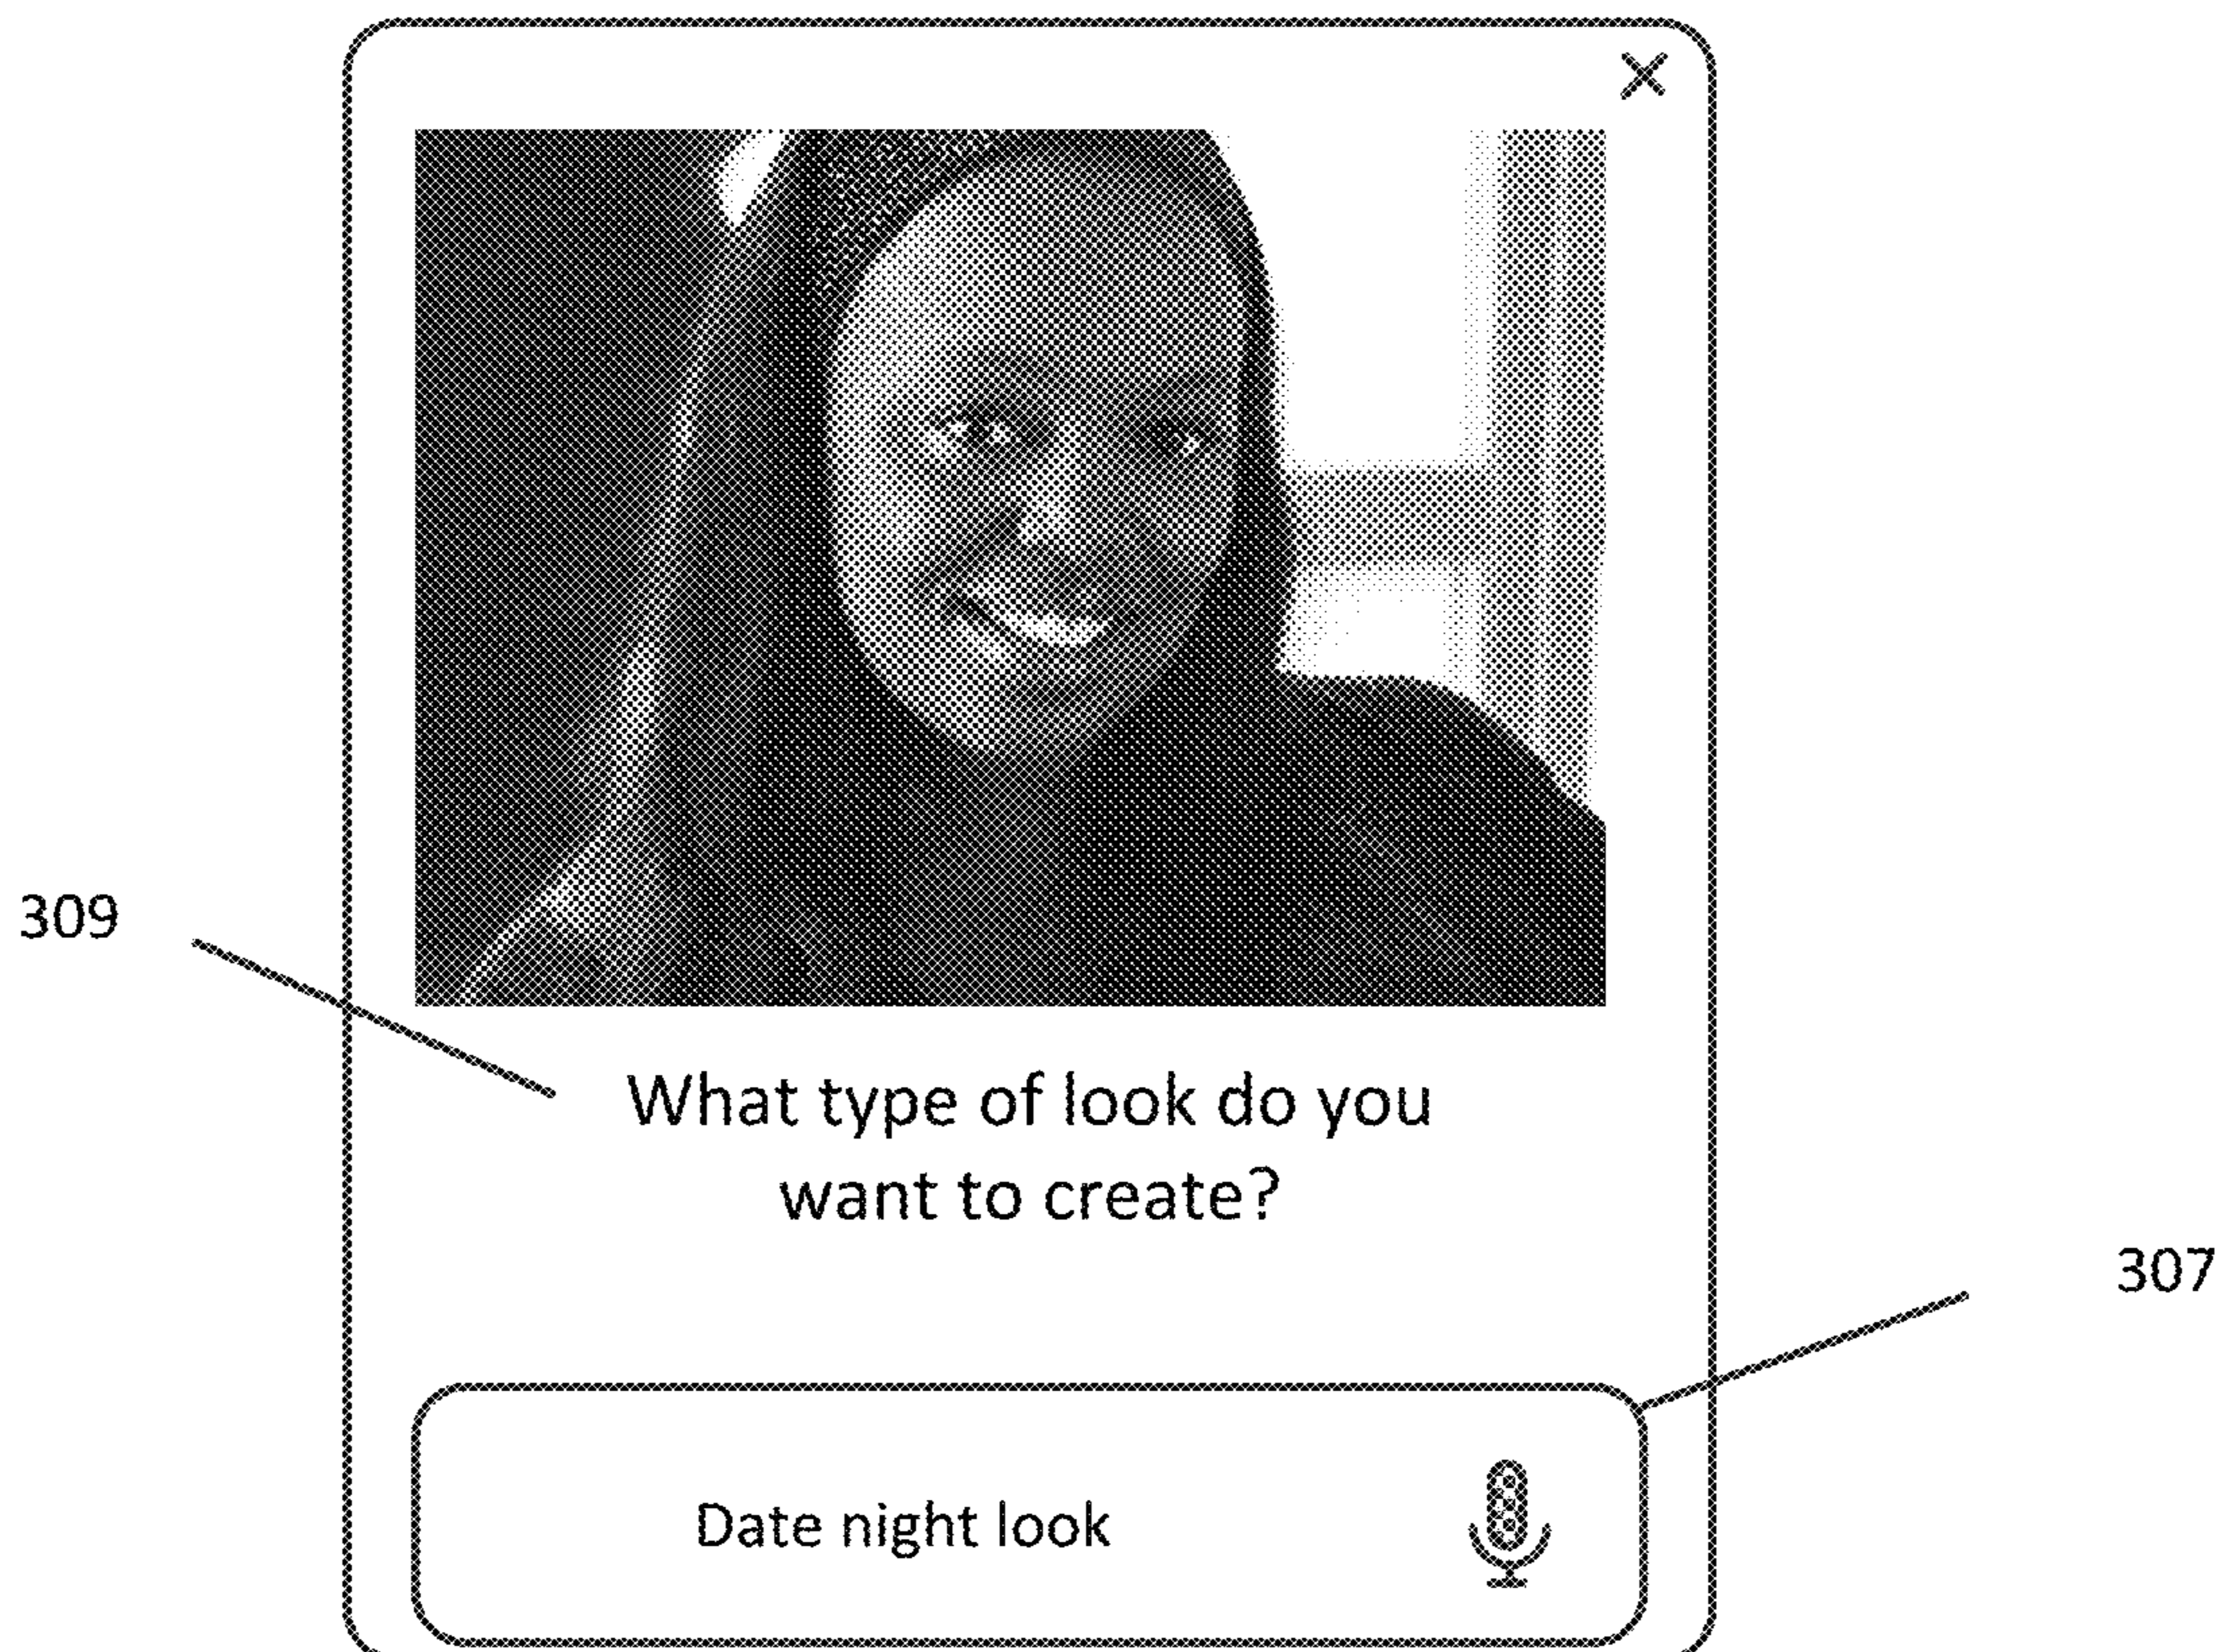 309
What type of look do you
want to create?
307
Date night look